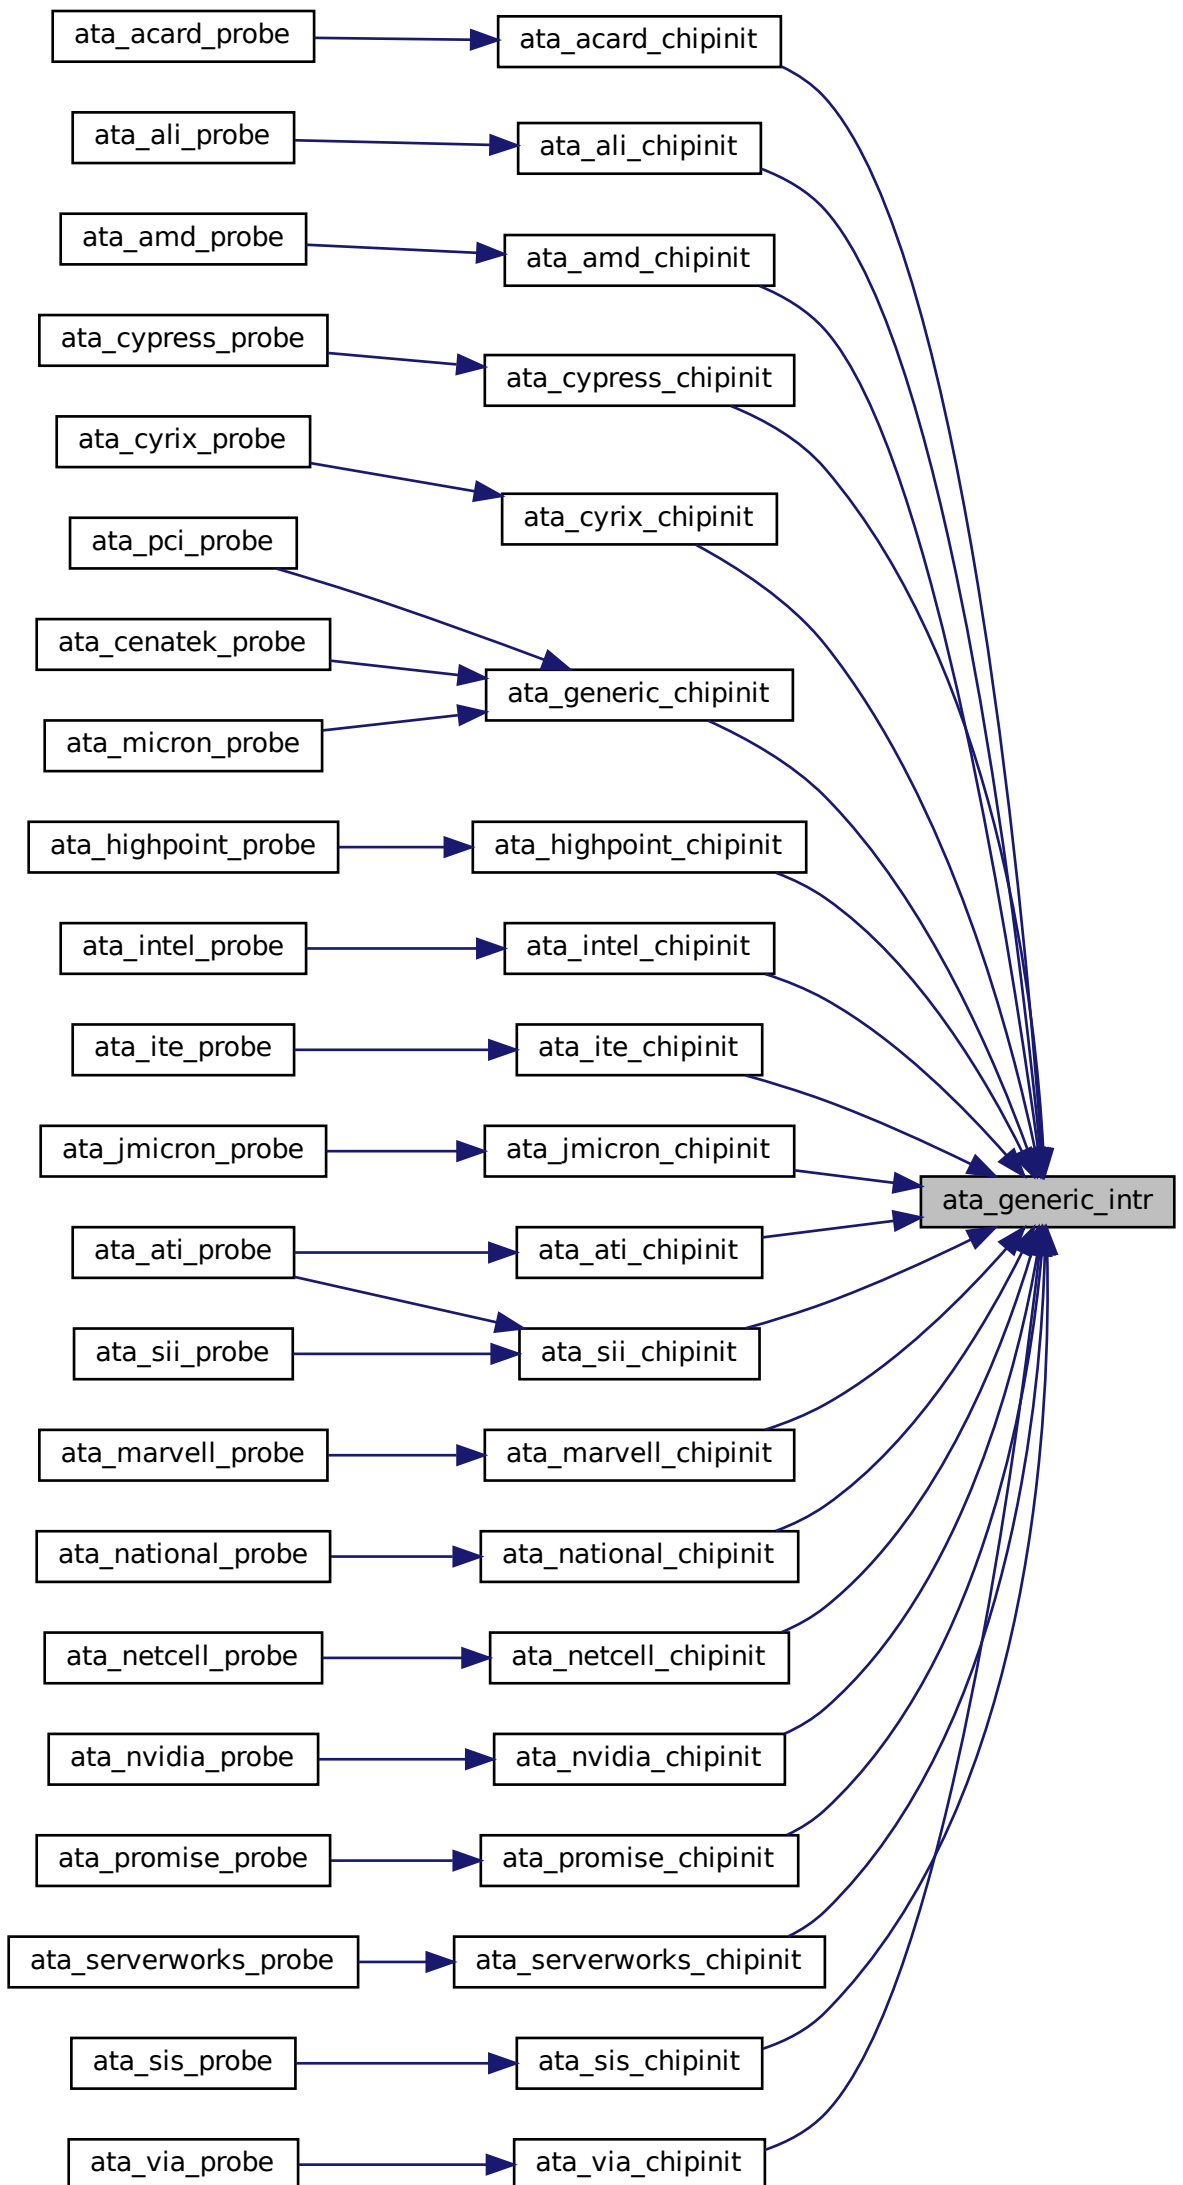 ata_acard_probe
ata_acard_chipinit
ata_ali_probe
ata_ali_chipinit
ata_amd_probe
ata_amd_chipinit
ata_cypress_probe
ata_cypress_chipinit
ata_cyrix_probe
ata_cyrix_chipinit
ata_pci_probe
ata_cenatek_probe
ata_generic_chipinit
ata_micron_probe
ata_highpoint_probe
ata_highpoint_chipinit
ata_intel_probe
ata_intel_chipinit
ata_ite_probe
ata_ite_chipinit
ata_jmicron_probe
ata_jmicron_chipinit
ata_generic_intr
ata_ati_probe
ata_ati_chipinit
ata_sii_probe
ata_sii_chipinit
ata_marvell_probe
ata_marvell_chipinit
ata_national_probe
ata_national_chipinit
ata_netcell_probe
ata_netcell_chipinit
ata_nvidia_probe
ata_nvidia_chipinit
ata_promise_probe
ata_promise_chipinit
ata_serverworks_probe
ata_serverworks_chipinit
ata_sis_probe
ata_sis_chipinit
ata_via_probe
ata_via_chipinit